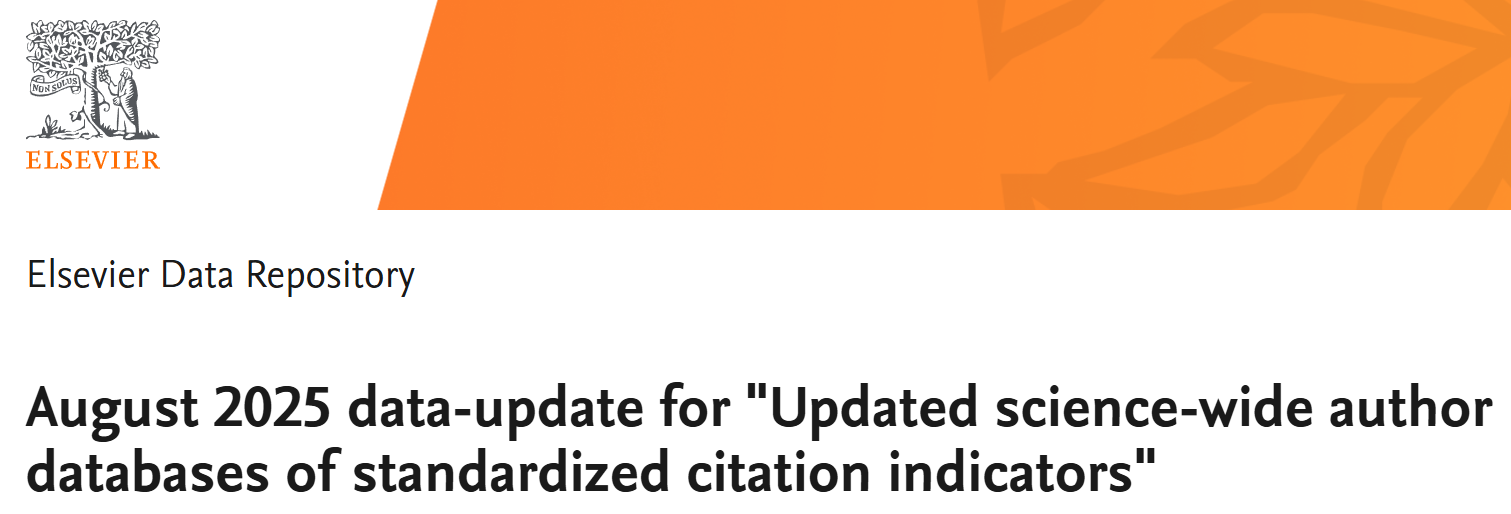 NON SOLUS
ELSEVIER
Elsevier Data Repository
August 2025 data-update for "Updated science-wide author
databases of standardized citation indicators"